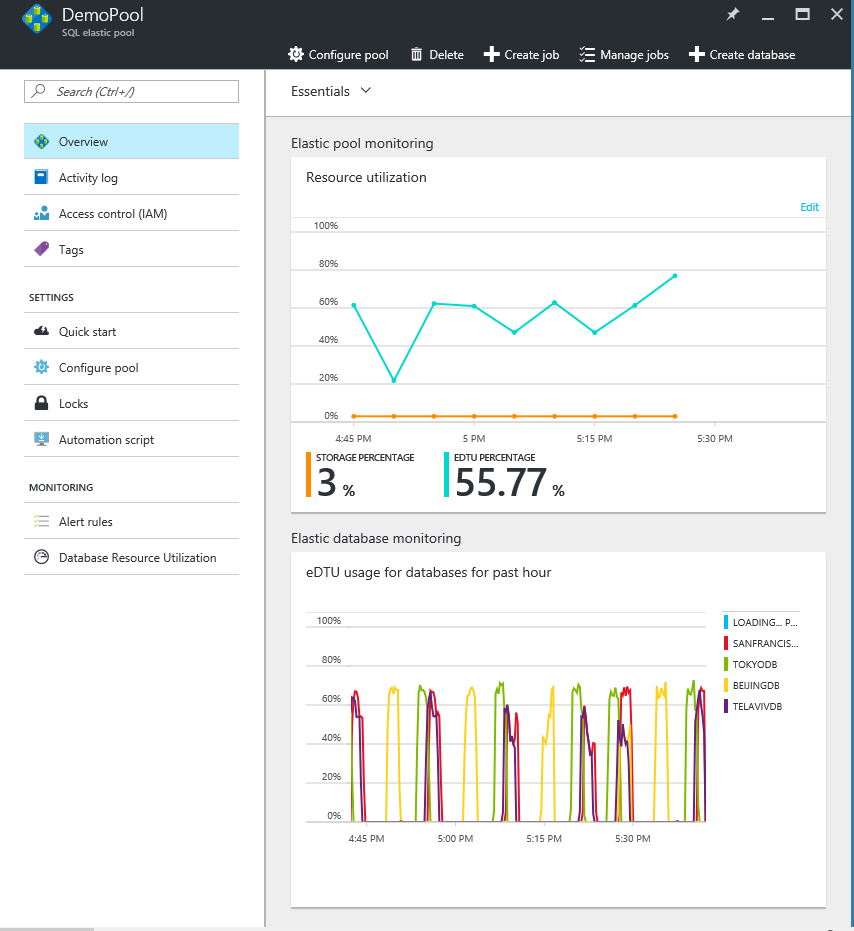 DemoPool
SQL elastic pool
Configure pool
Delete
Create job
Manage jobs
Create database
Search (Ctrl+/)
Overview
Activity log
Access control (IAM)
Tags
SETTINGS
Quick start
Configure pool
Locks
Automation script
MONITORING
Alert rules
Database Resource Utilization
Essentials
Elastic pool monitoring
Resource utilization
Edit
100%
80%
60%
40%
20%
0%
4:45 PM 5 PM 5:15 PM 5:30 PM
STORAGE PERCENTAGE
3 %
EDTU PERCENTAGE
55.77 %
Elastic database monitoring
eDTU usage for databases for past hour
100%
80%
60%
40%
20%
0%
4:45 PM 5:00 PM 5:15 PM 5:30 PM
LOADING... P...
SANFRANCIS...
TOKYODB
BEIJINGDB
TELAVIVDB